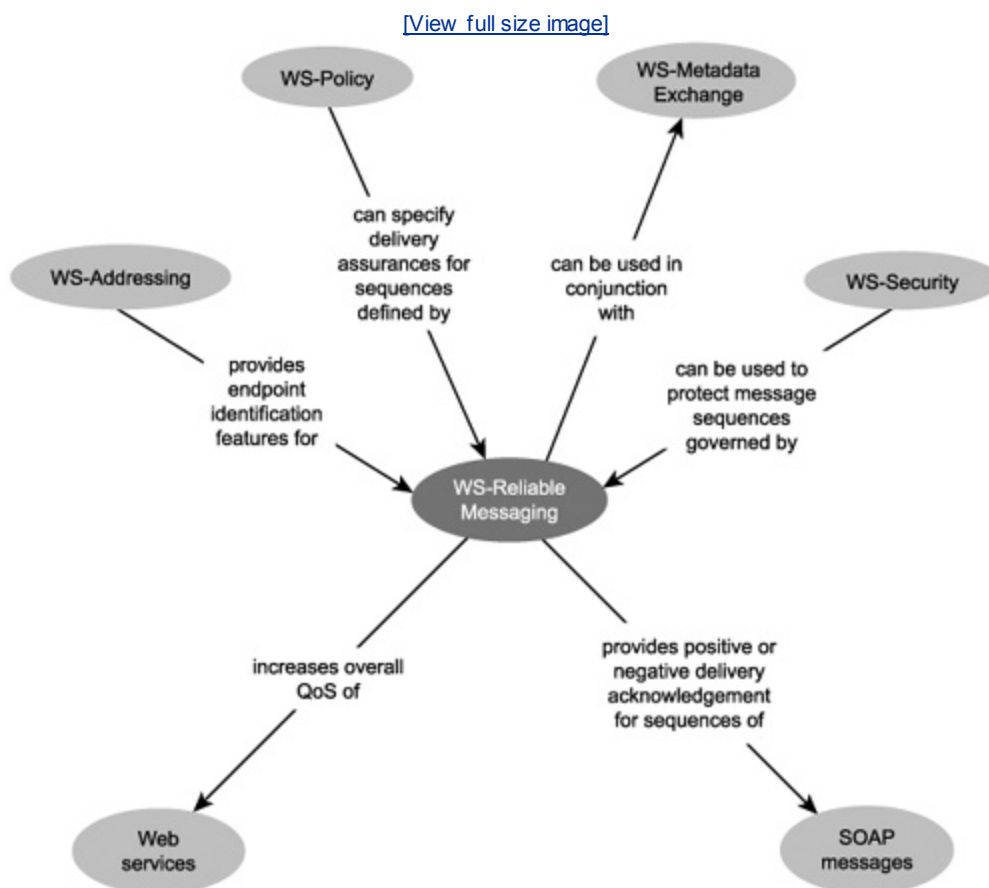 [View full size image]
WS-Policy
WS-Metadata
Exchange
can specify
delivery
assurances for
sequences
defined by
WS-Addressing
can be used in
conjunction
with
WS-Security
provides
endpoint
identification
features for
can be used to
protect message
sequences
governed by
WS-Reliable
Messaging
increases overall
QoS of
provides positive or
negative delivery
acknowledgement
for sequences of
Web
services
SOAP
messages